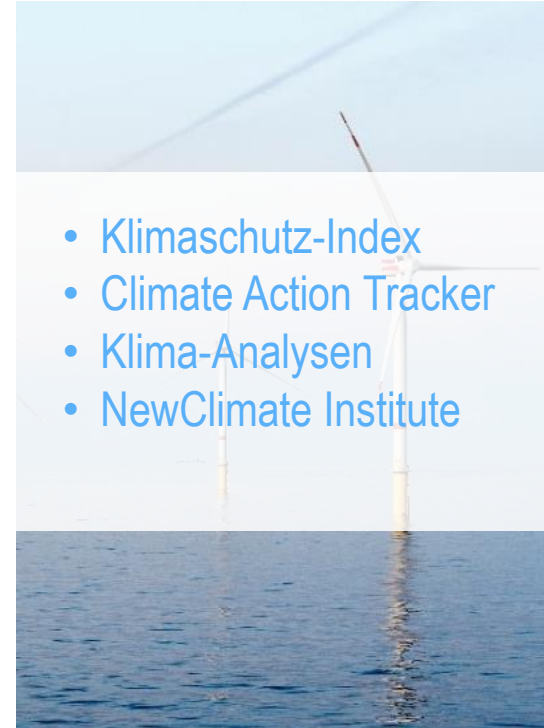 • Klimaschutz-Index
• Climate Action Tracker
• Klima-Analysen
• NewClimate Institute